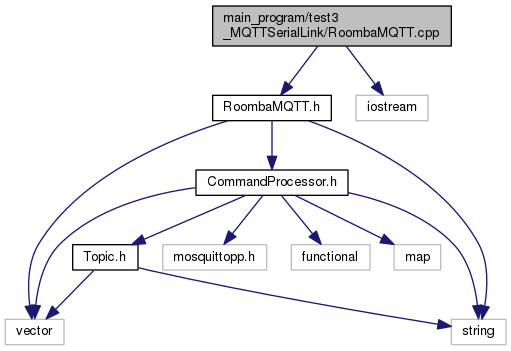 main_program/test3
_MQTTSerialLink/RoombaMQTT.cpp
RoombaMQTT.h
iostream
CommandProcessor.h
Topic.h
mosquittopp.h
functional
map
vector
string